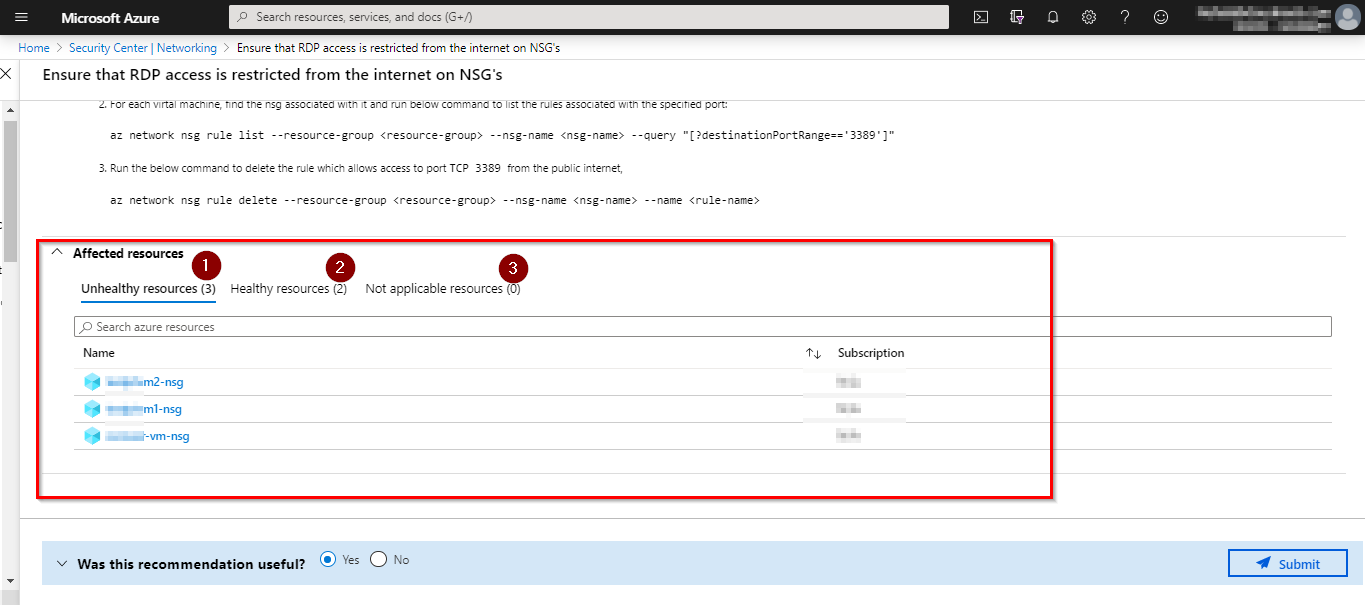 Microsoft Azure
Search resources, services, and docs (G+/)
Home > Security Center | Networking > Ensure that RDP access is restricted from the internet on NSG's
Ensure that RDP access is restricted from the internet on NSG's
2. For each virtal machine, find the nsg associated with it and run below command to list the rules associated with the specified port:
az network nsg rule list --resource-group <resource-group> --nsg-name <nsg-name> --query "[?destinationPortRange=='3389']"
3. Run the below command to delete the rule which allows access to port TCP 3389 from the public internet,
az network nsg rule delete --resource-group <resource-group> --nsg-name <nsg-name> --name <rule-name>
Affected resources
1 2 3
Unhealthy resources (3) Healthy resources (2) Not applicable resources (0)
Search azure resources
Name Subscription
m2-nsg
m1-nsg
-vm-nsg
Was this recommendation useful? Yes No Submit